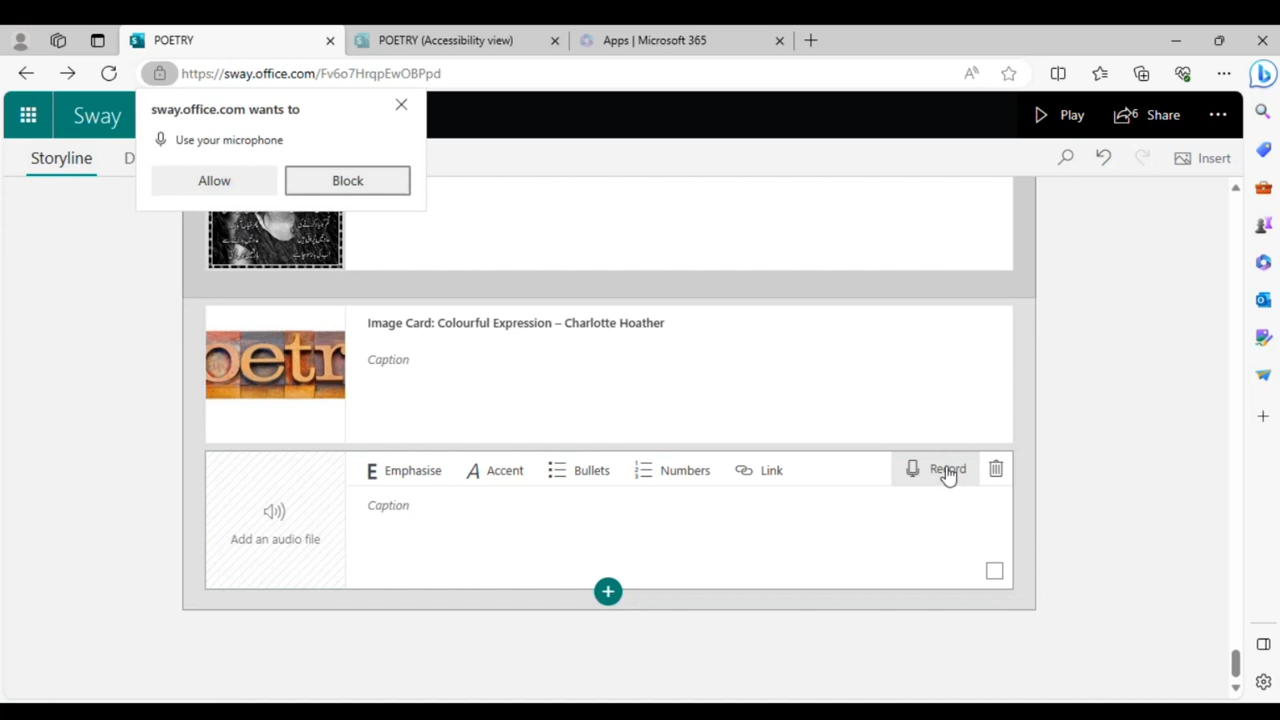 POETRY
POETRY (Accessibility view)
Apps | Microsoft 365
https://sway.office.com/Fv6o7HrqpEwOBPpd
sway.office.com wants to
Use your microphone
Allow
Block
Sway
Play
Share
Storyline
D
Insert
Image Card: Colourful Expression – Charlotte Hoather
Caption
oetr
E Emphasise
A Accent
Bullets
Numbers
Link
Record
Caption
Add an audio file